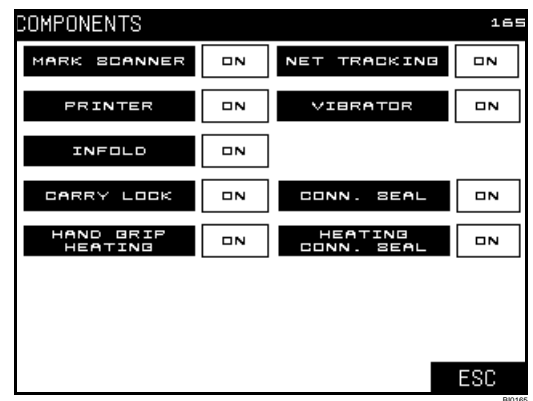 COMPONENTS 165
MARK SCANNER ON NET TRACKING ON
PRINTER ON VIBRATOR ON
INFOLD ON
CARRY LOCK ON CONN. SEAL ON
HAND GRIP HEATING ON HEATING CONN. SEAL ON
ESC
BI0165